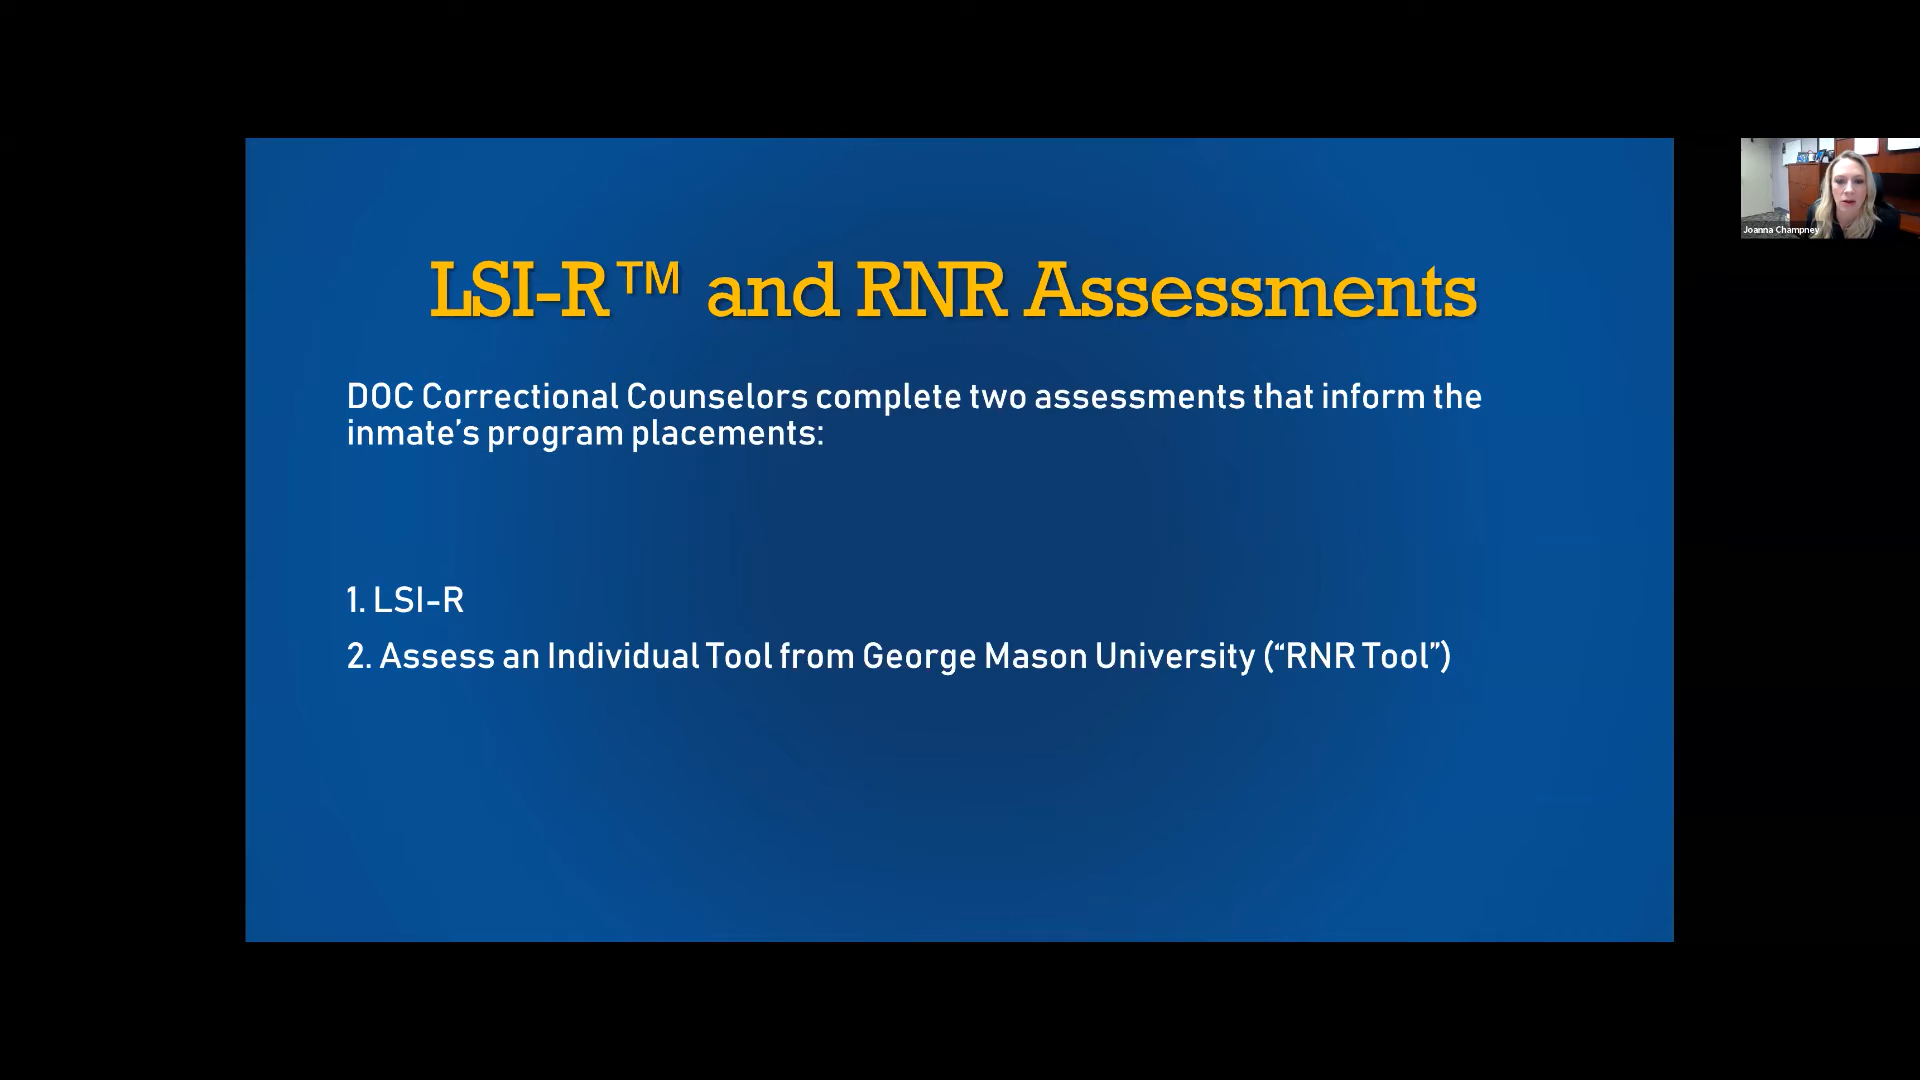 LSI-R™ and RNR Assessments
DOC Correctional Counselors complete two assessments that inform the
inmate’s program placements:
1. LSI-R
2. Assess an Individual Tool from George Mason University (“RNR Tool”)
Joanna Champney